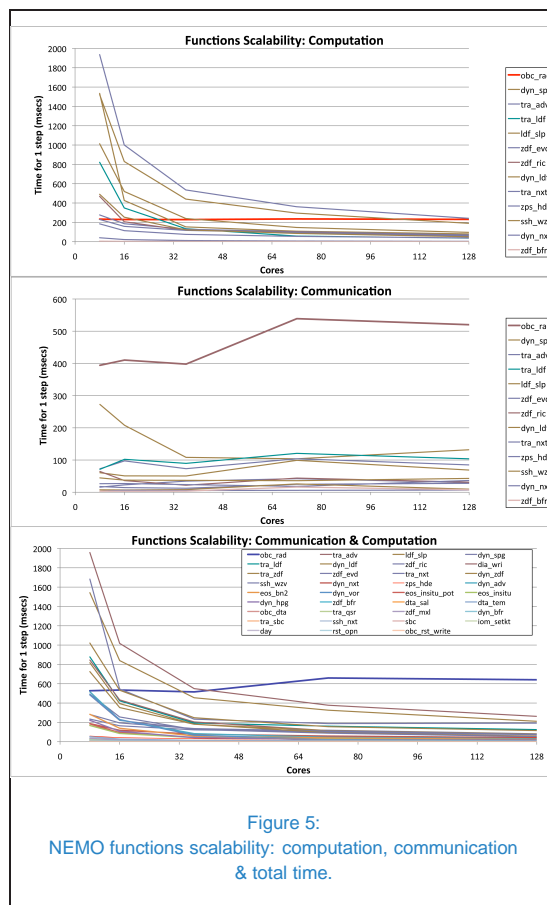 Functions Scalability: Computation
Time for 1 step (msecs)
2000
1800
1600
1400
1200
1000
800
600
400
200
0
0 16 32 48 64 80 96 112 128
Cores
obc_rad
dyn_sp
tra_adv
tra_ldf
ldf_slp
zdf_evd
zdf_ric
dyn_ld
tra_nxt
zps_hd
ssh_wz
dyn_nx
zdf_bfr
Functions Scalability: Communication
Time for 1 step (msecs)
600
500
400
300
200
100
0
0 16 32 48 64 80 96 112 128
Cores
obc_ra
dyn_sp
tra_adv
tra_ldf
ldf_slp
zdf_evd
zdf_ric
dyn_ld
tra_nxt
zps_hd
ssh_wz
dyn_nx
zdf_bfr
Functions Scalability: Communication & Computation
Time for 1 step (msecs)
2000
1800
1600
1400
1200
1000
800
600
400
200
0
obc_rad tra_adv ldf_slp dyn_spg
tra_ldf dyn_ldf zdf_ric dia_wri
tra_zdf zdf_evd tra_nxt dyn_zdf
ssh_wzv dyn_nxt zps_hde dyn_adv
eos_bn2 dyn_vor eos_insitu_pot eos_insitu
dyn_hpg zdf_bfr dta_sal dta_tem
obc_dta tra_qsr zdf_mxl dyn_bfr
tra_sbc ssh_nxt sbc iom_setkt
day rst_opn obc_rst_write
0 16 32 48 64 80 96 112 128
Cores
Figure 5:
NEMO functions scalability: computation, communication
& total time.